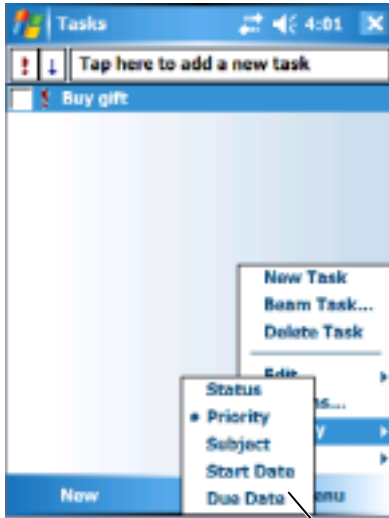 Tasks 4:01
Tap here to add a new task
Buy gift
New Task
Beam Task...
Delete Task
Edit
Status
Priority
Subject
Start Date
Due Date
New